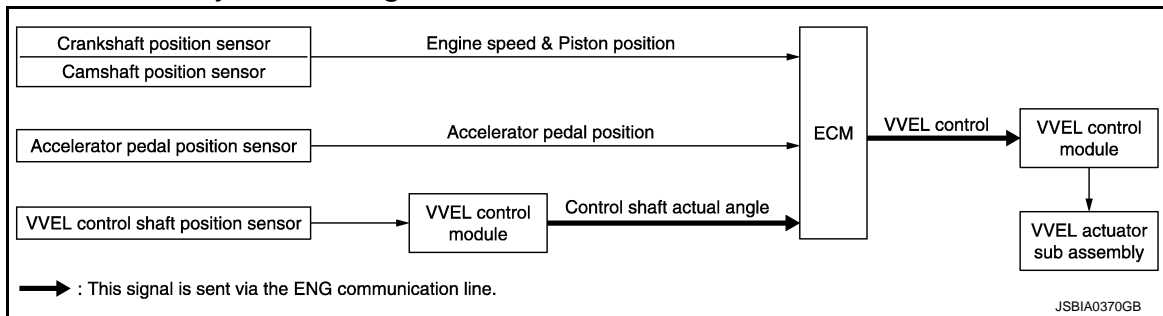 Crankshaft position sensor
Camshaft position sensor
Engine speed & Piston position
Accelerator pedal position sensor
Accelerator pedal position
VVEL control shaft position sensor
VVEL control
module
Control shaft actual angle
ECM
VVEL control
VVEL control
module
VVEL actuator
sub assembly
: This signal is sent via the ENG communication line.
JSBIA0370GB